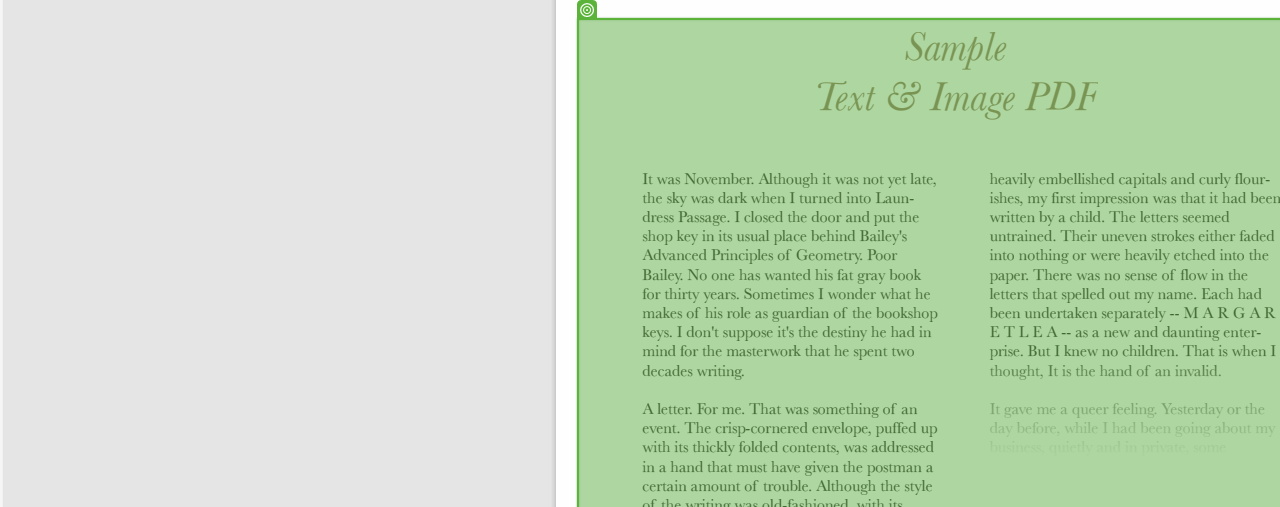 Sample
Text & Image PDF
It was November. Although it was not yet late,
the sky was dark when I turned into Laun-
dress Passage. I closed the door and put the
shop key in its usual place behind Bailey's
Advanced Principles of Geometry. Poor
Bailey. No one has wanted his fat gray book
for thirty years. Sometimes I wonder what he
makes of his role as guardian of the bookshop
keys. I don't suppose it's the destiny he had in
mind for the masterwork that he spent two
decades writing.
A letter. For me. That was something of an
event. The crisp-cornered envelope, puffed up
with its thickly folded contents, was addressed
in a hand that must have given the postman a
certain amount of trouble. Although the style
of the writing was old-fashioned, with its
heavily embellished capitals and curly flour-
ishes, my first impression was that it had been
written by a child. The letters seemed
untrained. Their uneven strokes either faded
into nothing or were heavily etched into the
paper. There was no sense of flow in the
letters that spelled out my name. Each had
been undertaken separately -- M A R G A R
E T L E A -- as a new and daunting enter-
prise. But I knew no children. That is when I
thought, It is the hand of an invalid.
It gave me a queer feeling. Yesterday or the
day before, while I had been going about my
business, quietly and in private, some